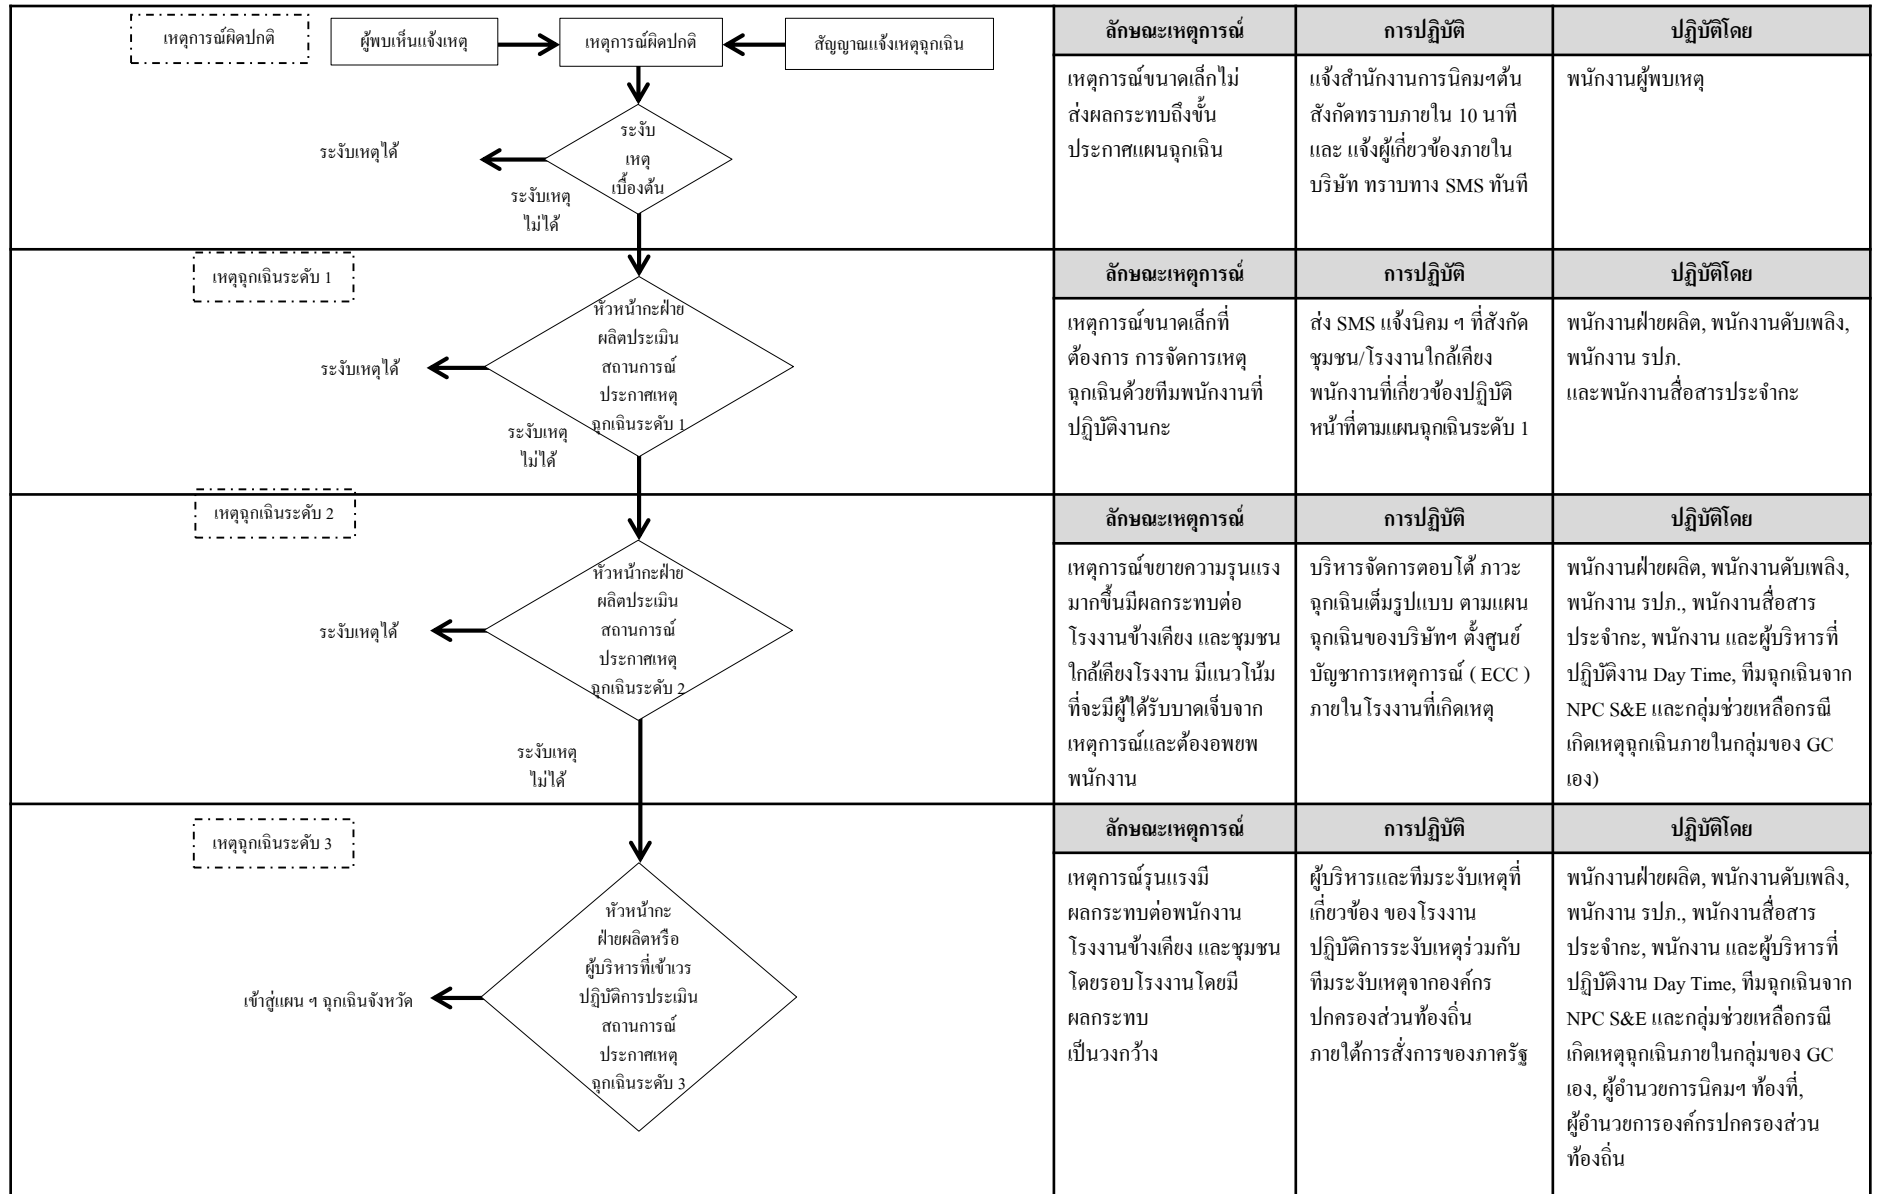 เหตุการณ์ผิดปกติ
ผู้พบเห็นแจ้งเหตุ
เหตุการณ์ผิดปกติ
สัญญาณแจ้งเหตุฉุกเฉิน
ระงับ
เหตุ
เบื้องต้น
ระงับเหตุได้
ระงับเหตุ
ไม่ได้
ลักษณะเหตุการณ์
การปฏิบัติ
ปฏิบัติโดย
เหตุการณ์ขนาดเล็กไม่
ส่งผลกระทบถึงขั้น
ประกาศแผนฉุกเฉิน
แจ้งสำนักงานการนิคมฯต้น
สังกัดทราบภายใน 10 นาที
และ แจ้งผู้เกี่ยวข้องภายใน
บริษัท ทราบทาง SMS ทันที
พนักงานผู้พบเหตุ
เหตุฉุกเฉินระดับ 1
หัวหน้ากะฝ่าย
ผลิตประเมิน
สถานการณ์
ประกาศเหตุ
ฉุกเฉินระดับ 1
ระงับเหตุได้
ระงับเหตุ
ไม่ได้
ลักษณะเหตุการณ์
การปฏิบัติ
ปฏิบัติโดย
เหตุการณ์ขนาดเล็กที่
ต้องการ การจัดการเหตุ
ฉุกเฉินด้วยทีมพนักงานที่
ปฏิบัติงานกะ
ส่ง SMS แจ้งนิคม ฯ ที่สังกัด
ชุมชน/โรงงานใกล้เคียง
พนักงานที่เกี่ยวข้องปฏิบัติ
หน้าที่ตามแผนฉุกเฉินระดับ 1
พนักงานฝ่ายผลิต, พนักงานดับเพลิง,
พนักงาน รปภ.
และพนักงานสื่อสารประจำกะ
เหตุฉุกเฉินระดับ 2
หัวหน้ากะฝ่าย
ผลิตประเมิน
สถานการณ์
ประกาศเหตุ
ฉุกเฉินระดับ 2
ระงับเหตุได้
ระงับเหตุ
ไม่ได้
ลักษณะเหตุการณ์
การปฏิบัติ
ปฏิบัติโดย
เหตุการณ์ขยายความรุนแรง
มากขึ้นมีผลกระทบต่อ
โรงงานข้างเคียง และชุมชน
ใกล้เคียงโรงงาน มีแนวโน้ม
ที่จะมีผู้ได้รับบาดเจ็บจาก
เหตุการณ์และต้องอพยพ
พนักงาน
บริหารจัดการตอบโต้ ภาวะ
ฉุกเฉินเต็มรูปแบบ ตามแผน
ฉุกเฉินของบริษัทฯ ตั้งศูนย์
บัญชาการเหตุการณ์ ( ECC )
ภายในโรงงานที่เกิดเหตุ
พนักงานฝ่ายผลิต, พนักงานดับเพลิง,
พนักงาน รปภ., พนักงานสื่อสาร
ประจำกะ, พนักงาน และผู้บริหารที่
ปฏิบัติงาน Day Time, ทีมฉุกเฉินจาก
NPC S&E และกลุ่มช่วยเหลือกรณี
เกิดเหตุฉุกเฉินภายในกลุ่มของ GC
เอง)
เหตุฉุกเฉินระดับ 3
หัวหน้ากะ
ฝ่ายผลิตหรือ
ผู้บริหารที่เข้าเวร
ปฏิบัติการประเมิน
สถานการณ์
ประกาศเหตุ
ฉุกเฉินระดับ 3
เข้าสู่แผน ฯ ฉุกเฉินจังหวัด
ลักษณะเหตุการณ์
การปฏิบัติ
ปฏิบัติโดย
เหตุการณ์รุนแรงมี
ผลกระทบต่อพนักงาน
โรงงานข้างเคียง และชุมชน
โดยรอบโรงงานโดยมี
ผลกระทบ
เป็นวงกว้าง
ผู้บริหารและทีมระงับเหตุที่
เกี่ยวข้อง ของโรงงาน
ปฏิบัติการระงับเหตุร่วมกับ
ทีมระงับเหตุจากองค์กร
ปกครองส่วนท้องถิ่น
ภายใต้การสั่งการของภาครัฐ
พนักงานฝ่ายผลิต, พนักงานดับเพลิง,
พนักงาน รปภ., พนักงานสื่อสาร
ประจำกะ, พนักงาน และผู้บริหารที่
ปฏิบัติงาน Day Time, ทีมฉุกเฉินจาก
NPC S&E และกลุ่มช่วยเหลือกรณี
เกิดเหตุฉุกเฉินภายในกลุ่มของ GC
เอง, ผู้อำนวยการนิคมฯ ท้องที่,
ผู้อำนวยการองค์กรปกครองส่วน
ท้องถิ่น